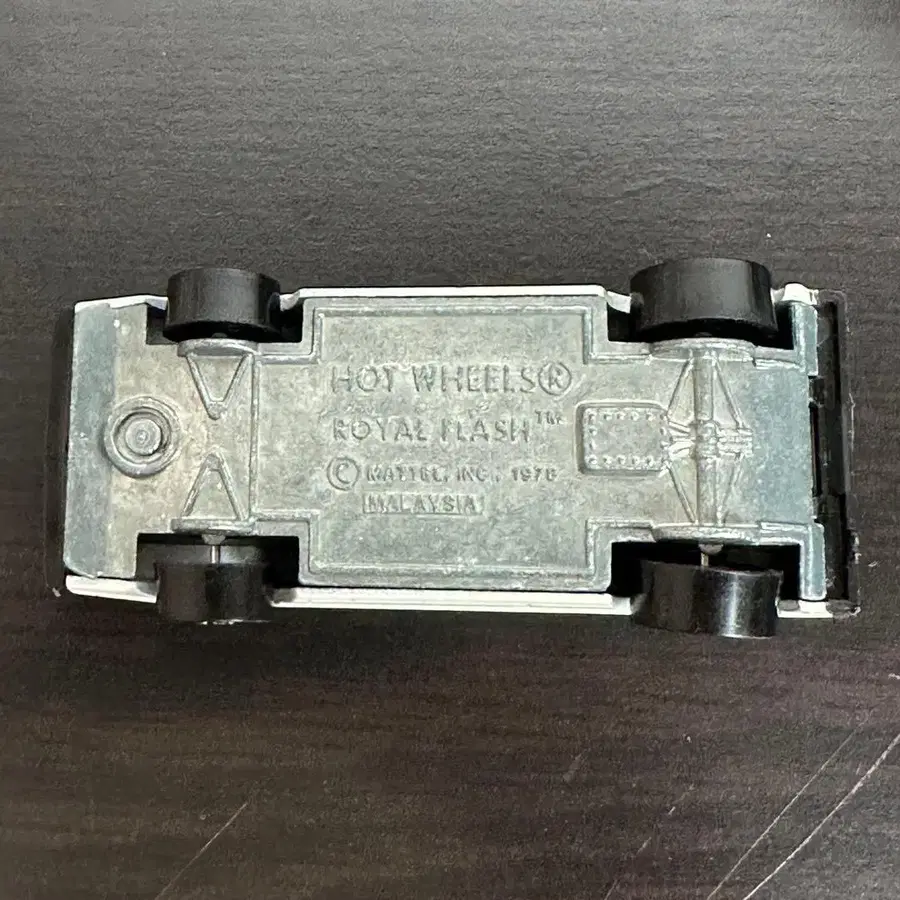 HOT WHEELS®
ROYAL FLASH™
© MATTEL, INC., 1978
MALAYSIA